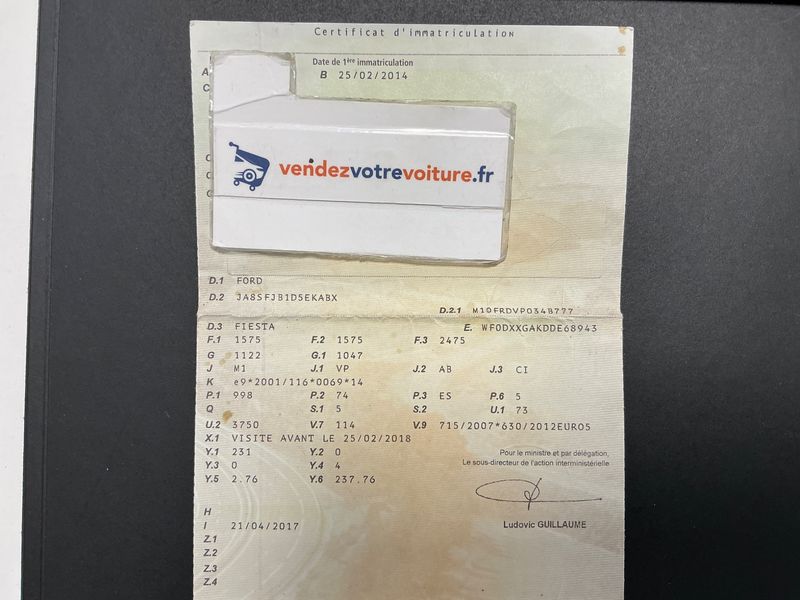 Certificat d'immatriculation
Date de 1ère immatriculation
A
B 25/02/2014
C
vendezvotrevoiture.fr
D.1 FORD
D.2 JA8SFJB1D5EKABX
D.2.1 M10FRDVP034B777
D.3 FIESTA E. WF0DXXGAKDDE68943
F.1 1575 F.2 1575 F.3 2475
G 1122 G.1 1047
J M1 J.1 VP J.2 AB J.3 CI
K e9*2001/116*0069*14
P.1 998 P.2 74 P.3 ES P.6 5
Q S.1 5 S.2 U.1 73
U.2 3750 V.7 114 V.9 715/2007*630/2012EURO5
X.1 VISITE AVANT LE 25/02/2018
Y.1 231 Y.2 0
Y.3 0 Y.4 4
Y.5 2.76 Y.6 237.76
Pour le ministre et par délégation,
Le sous-directeur de l'action interministérielle
H
I 21/04/2017
Ludovic GUILLAUME
Z.1
Z.2
Z.3
Z.4